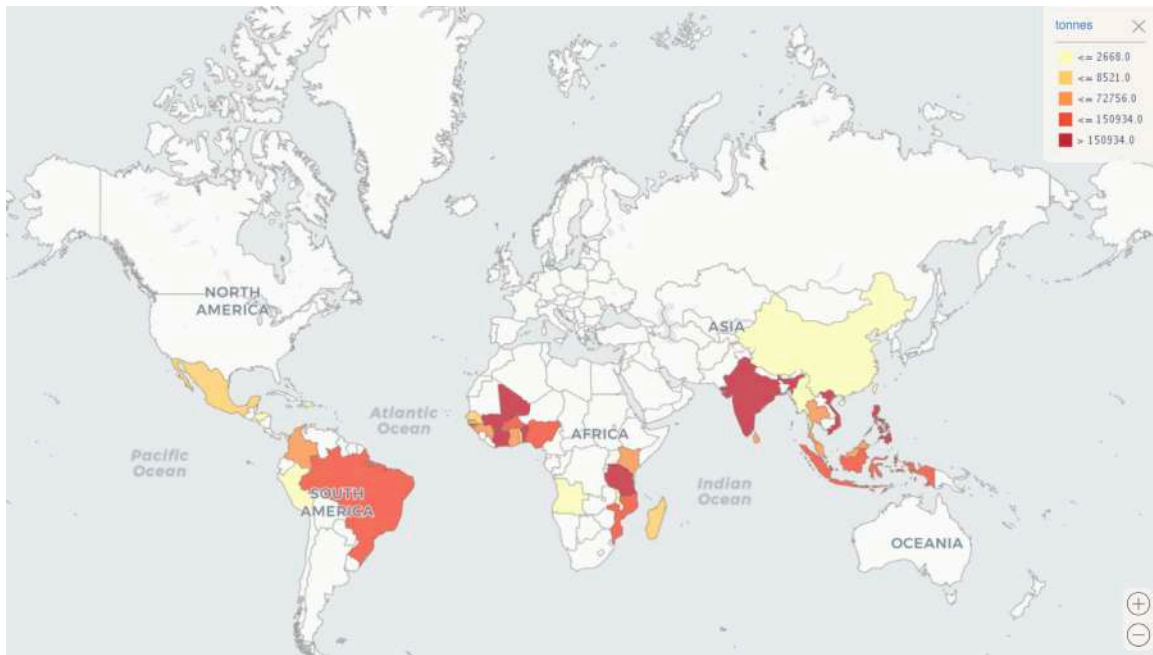 tonnes
<= 2668.0
<= 8521.0
<= 72756.0
<= 150934.0
> 150934.0
NORTH
AMERICA
ASIA
Atlantic
Ocean
AFRICA
Pacific
Ocean
Indian
Ocean
SOUTH
AMERICA
OCEANIA